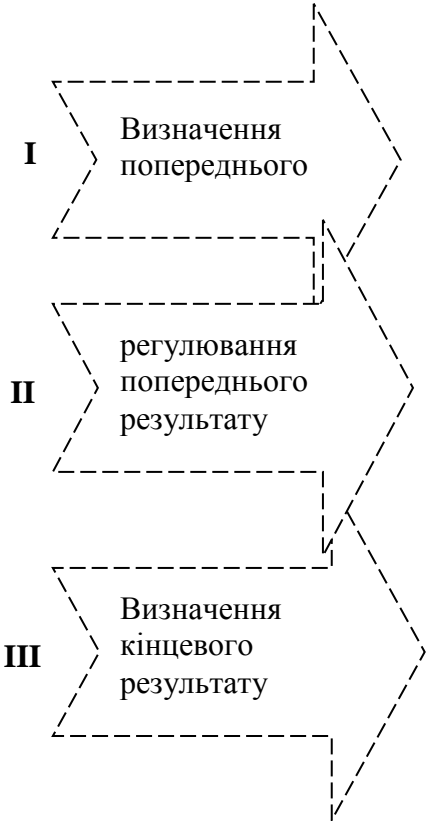 I
Визначення
попереднього
II
регулювання
попереднього
результату
III
Визначення
кінцевого
результату